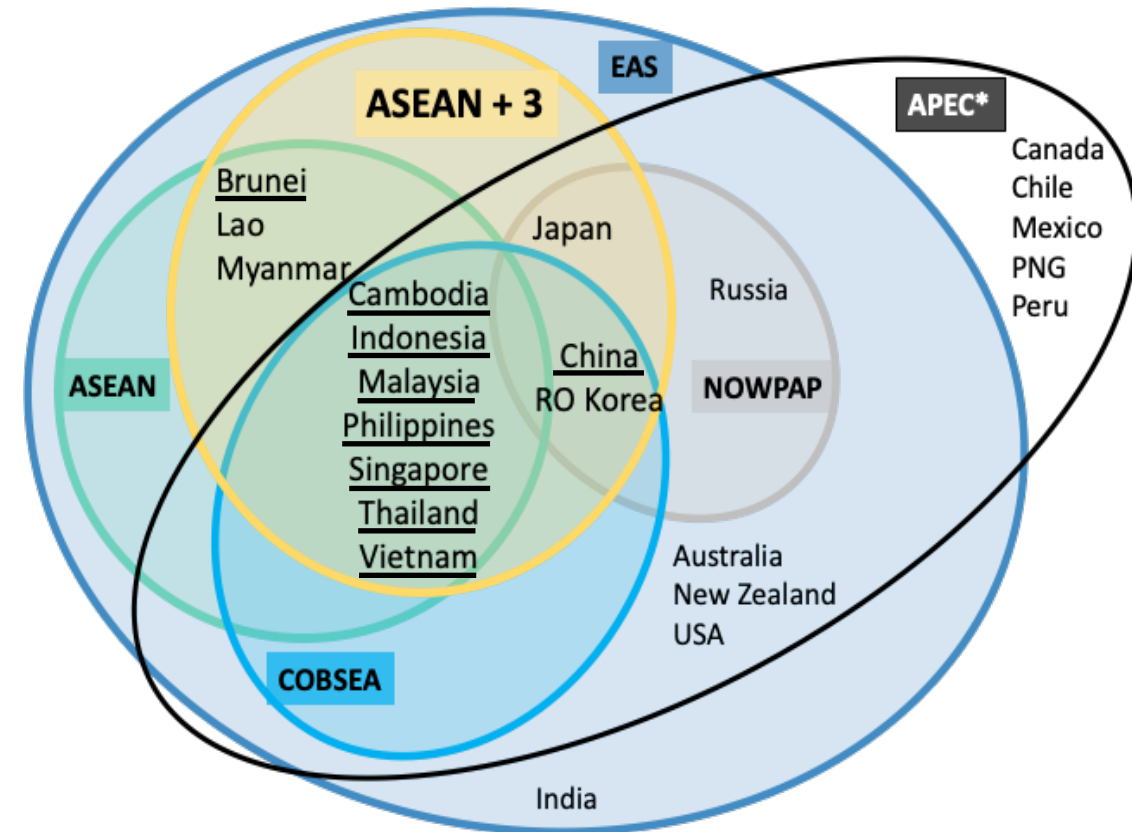 EAS
ASEAN + 3
APEC*
Canada
Chile
Mexico
PNG
Peru
Brunei
Lao
Myanmar
Japan
Russia
Cambodia
Indonesia
Malaysia
Philippines
Singapore
Thailand
Vietnam
China
RO Korea
ASEAN
NOWPAP
Australia
New Zealand
USA
COBSEA
India